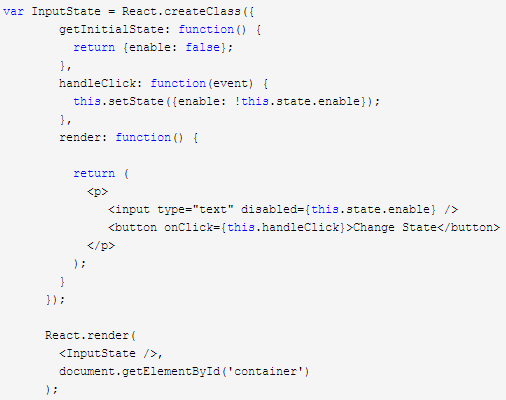 var InputState = React.createClass({
        getInitialState: function() {
          return {enable: false};
        },
        handleClick: function(event) {
          this.setState({enable: !this.state.enable});
        },
        render: function() {

          return (
            <p>
               <input type="text" disabled={this.state.enable} />
               <button onClick={this.handleClick}>Change State</button>
            </p>
          );
        }
      });

      React.render(
        <InputState />,
        document.getElementById('container')
      );